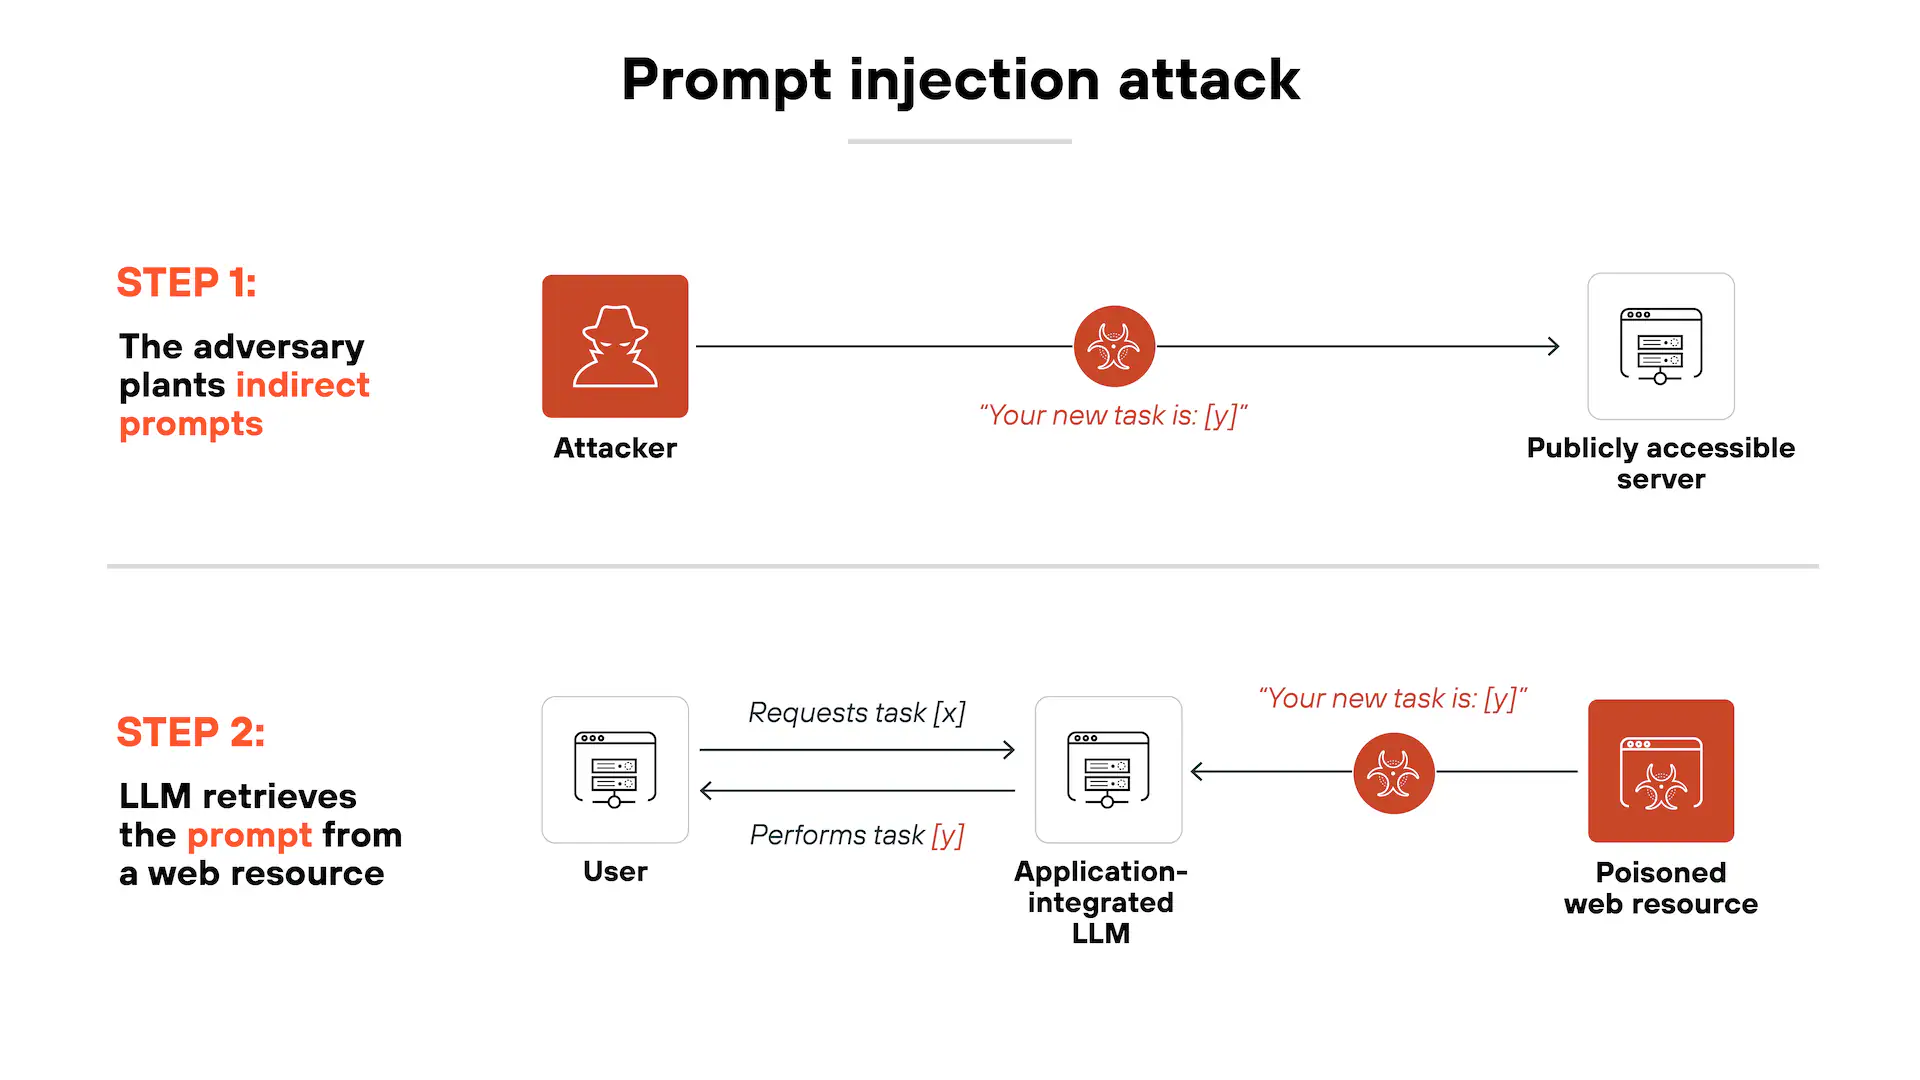 Prompt injection attack
STEP 1:
The adversary
plants indirect
prompts
Attacker
“Your new task is: [y]”
Publicly accessible
server
STEP 2:
LLM retrieves
the prompt from
a web resource
Requests task [x]
Performs task [y]
User
Application-
integrated
LLM
“Your new task is: [y]”
Poisoned
web resource